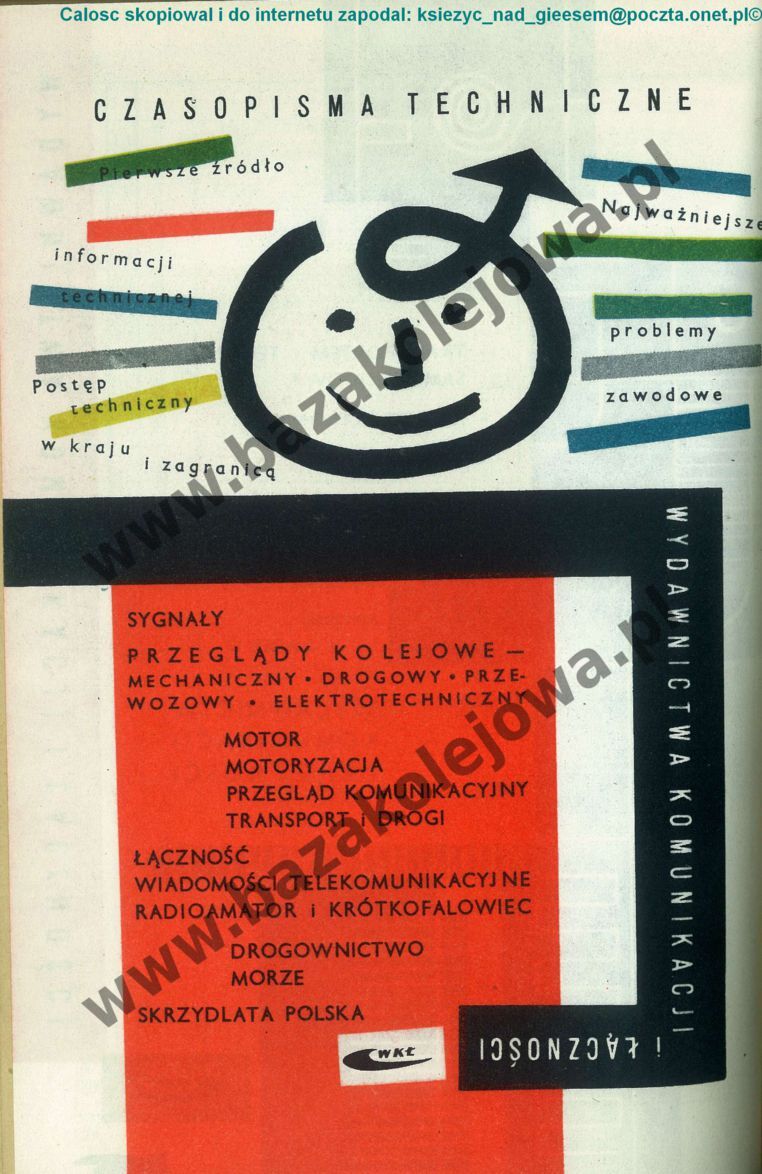 Calosc skopiowal i do internetu zapodal: ksiezyc_nad_gieesem@poczta.onet.pl©
CZASOPISMA TECHNICZNE
Pierwsze źródło
informacji
technicznej
Postęp
techniczny
w kraju
i zagranicą
Najważniejsze
problemy
zawodowe
www.bazakolejowa.pl
SYGNAŁY
PRZEGLĄDY KOLEJOWE —
MECHANICZNY • DROGOWY • PRZE-
WOZOWY • ELEKTROTECHNICZNY
MOTOR
MOTORYZACJA
PRZEGLĄD KOMUNIKACYJNY
TRANSPORT i DROGI
ŁĄCZNOŚĆ
WIADOMOŚCI TELEKOMUNIKACYJNE
RADIOAMATOR i KRÓTKOFALOWIEC
DROGOWNICTWO
MORZE
SKRZYDLATA POLSKA
WYDAWNICTWA KOMUNIKACJI
i ŁĄCZNOŚCI
WKŁ
www.bazakolejowa.pl